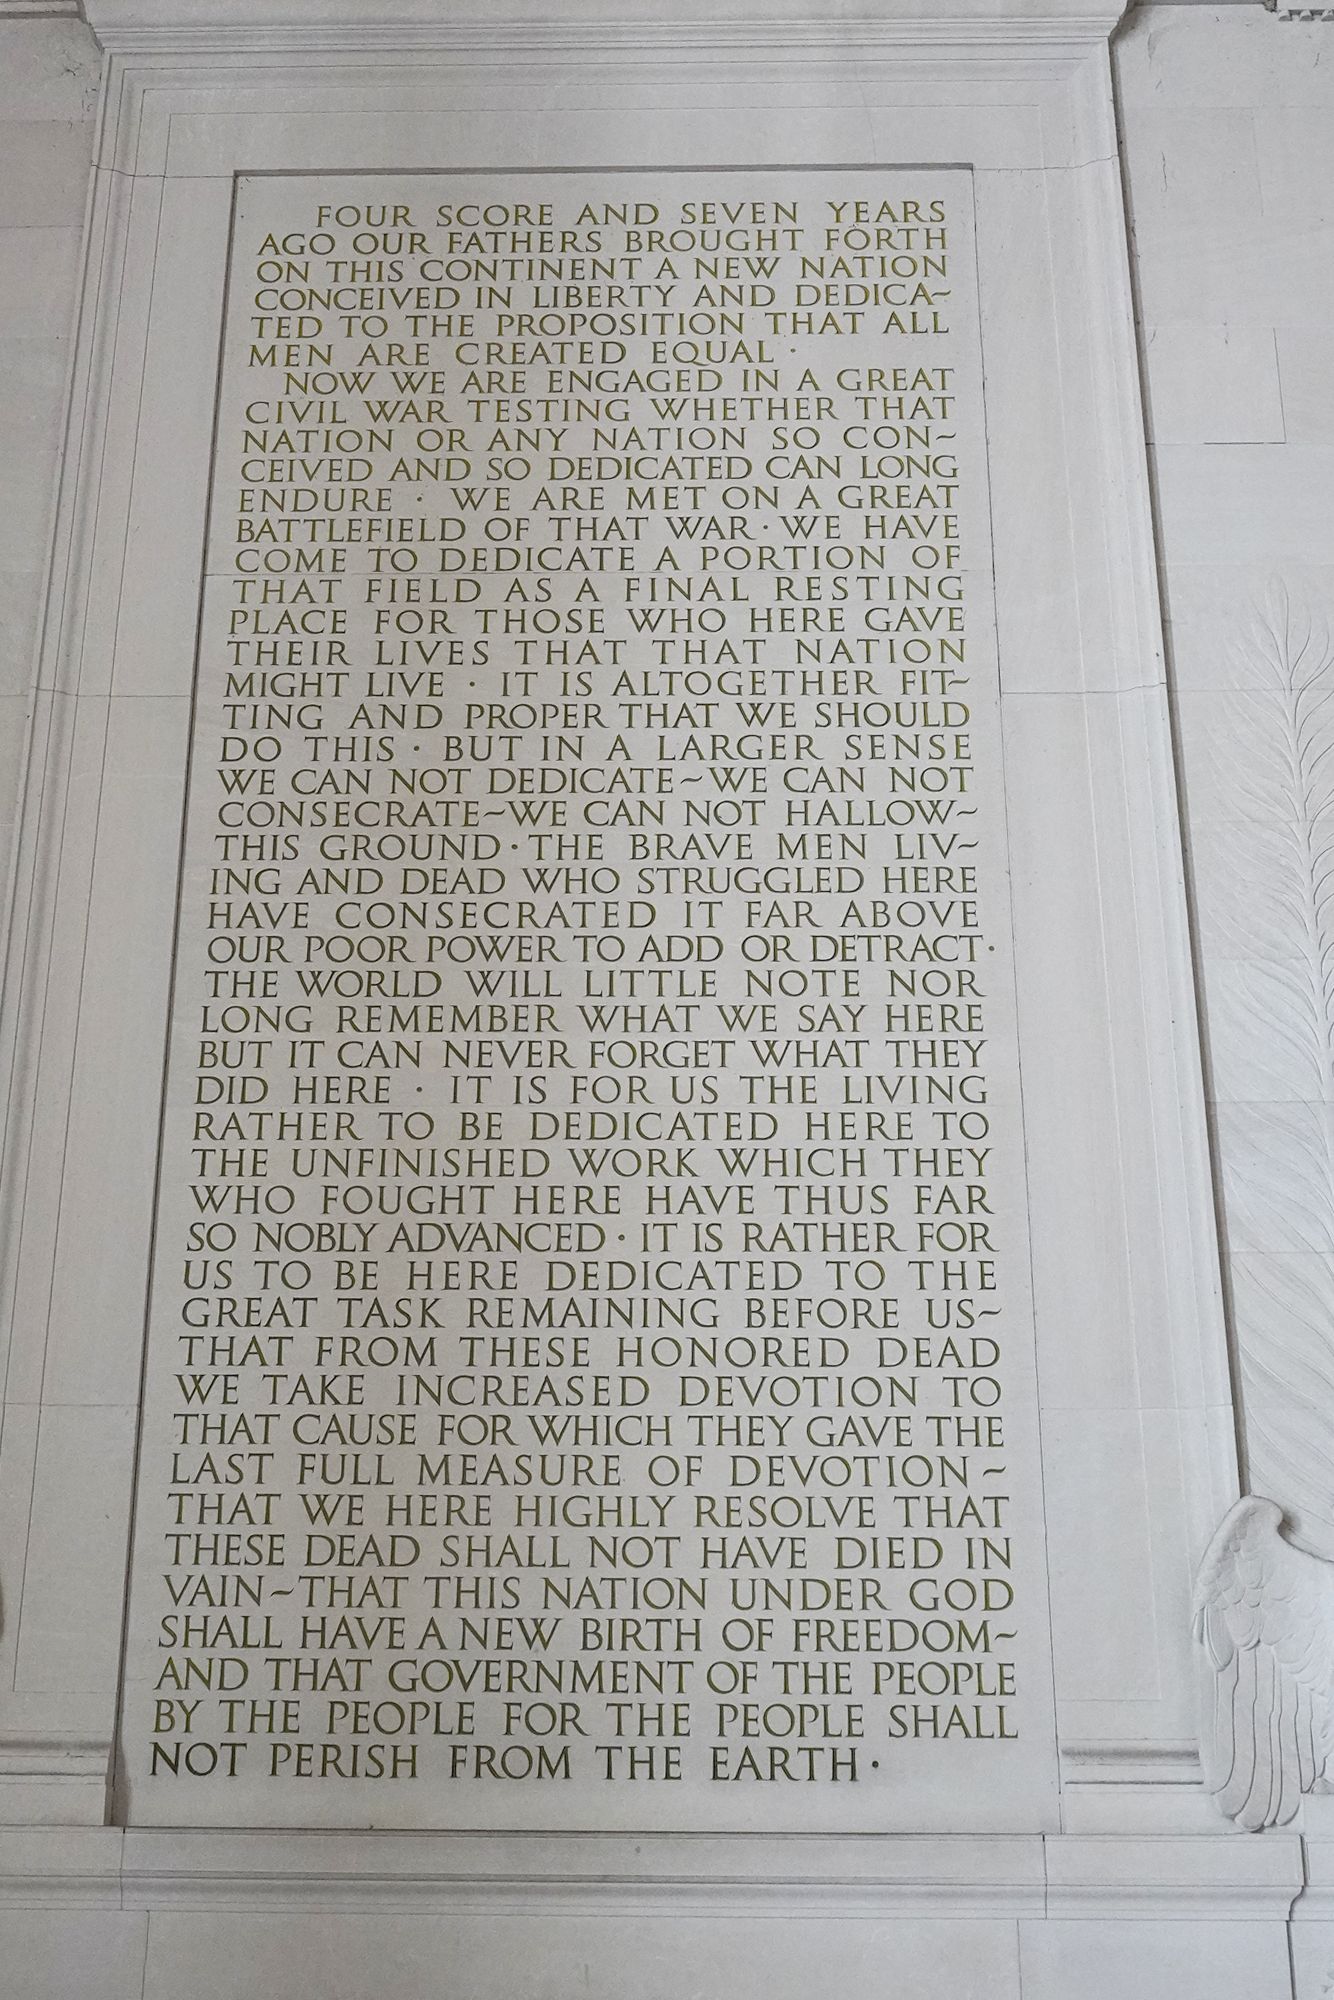 FOUR SCORE AND SEVEN YEARS
AGO OUR FATHERS BROUGHT FORTH
ON THIS CONTINENT A NEW NATION
CONCEIVED IN LIBERTY AND DEDICA~
TED TO THE PROPOSITION THAT ALL
MEN ARE CREATED EQUAL ·
NOW WE ARE ENGAGED IN A GREAT
CIVIL WAR TESTING WHETHER THAT
NATION OR ANY NATION SO CON~
CEIVED AND SO DEDICATED CAN LONG
ENDURE · WE ARE MET ON A GREAT
BATTLEFIELD OF THAT WAR · WE HAVE
COME TO DEDICATE A PORTION OF
THAT FIELD AS A FINAL RESTING
PLACE FOR THOSE WHO HERE GAVE
THEIR LIVES THAT THAT NATION
MIGHT LIVE · IT IS ALTOGETHER FIT~
TING AND PROPER THAT WE SHOULD
DO THIS · BUT IN A LARGER SENSE
WE CAN NOT DEDICATE~WE CAN NOT
CONSECRATE~WE CAN NOT HALLOW~
THIS GROUND · THE BRAVE MEN LIV~
ING AND DEAD WHO STRUGGLED HERE
HAVE CONSECRATED IT FAR ABOVE
OUR POOR POWER TO ADD OR DETRACT ·
THE WORLD WILL LITTLE NOTE NOR
LONG REMEMBER WHAT WE SAY HERE
BUT IT CAN NEVER FORGET WHAT THEY
DID HERE · IT IS FOR US THE LIVING
RATHER TO BE DEDICATED HERE TO
THE UNFINISHED WORK WHICH THEY
WHO FOUGHT HERE HAVE THUS FAR
SO NOBLY ADVANCED · IT IS RATHER FOR
US TO BE HERE DEDICATED TO THE
GREAT TASK REMAINING BEFORE US~
THAT FROM THESE HONORED DEAD
WE TAKE INCREASED DEVOTION TO
THAT CAUSE FOR WHICH THEY GAVE THE
LAST FULL MEASURE OF DEVOTION~
THAT WE HERE HIGHLY RESOLVE THAT
THESE DEAD SHALL NOT HAVE DIED IN
VAIN~THAT THIS NATION UNDER GOD
SHALL HAVE A NEW BIRTH OF FREEDOM~
AND THAT GOVERNMENT OF THE PEOPLE
BY THE PEOPLE FOR THE PEOPLE SHALL
NOT PERISH FROM THE EARTH ·